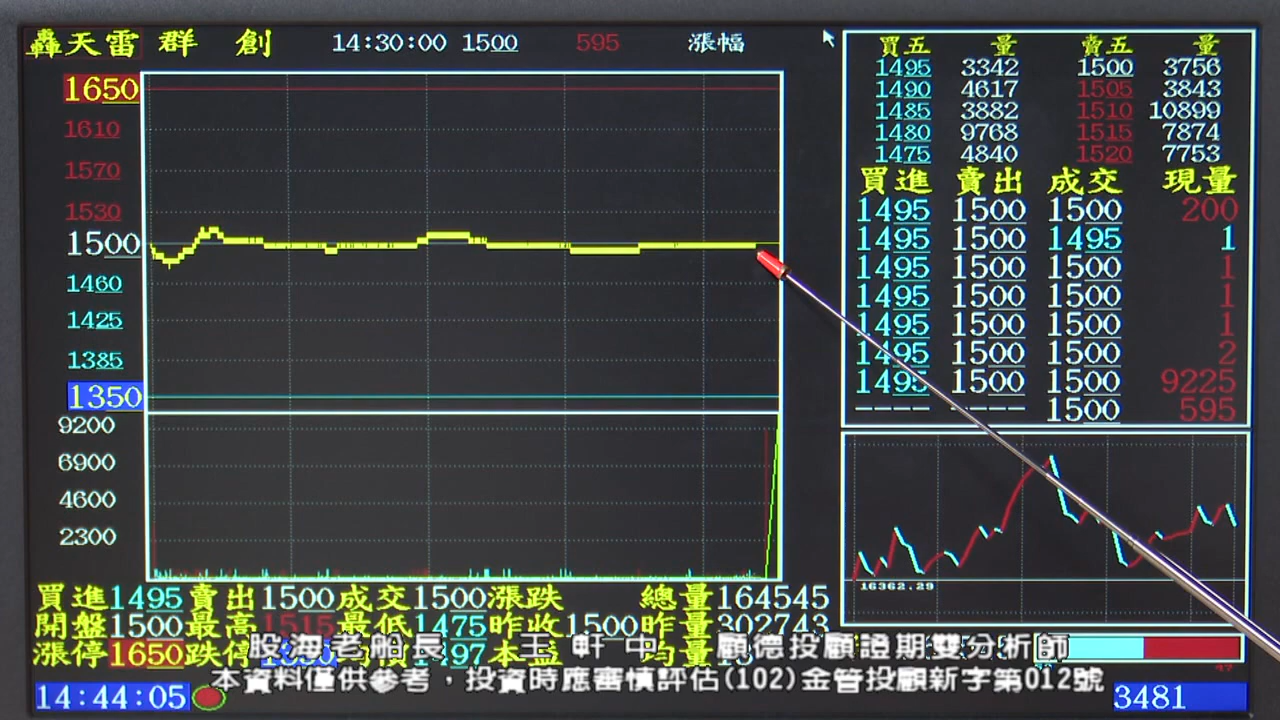 轟天雷 群 創 14:30:00 1500 595 漲幅
買五 量 賣五 量
1495 3342 1500 3756
1490 4617 1505 3843
1485 3882 1510 10899
1480 9768 1515 7874
1475 4840 1520 7753
買進 賣出 成交 現量
1495 1500 1500 200
1495 1500 1495 1
1495 1500 1500 1
1495 1500 1500 1
1495 1500 1500 1
1495 1500 1500 2
1495 1500 1500 9225
---- ---- 1500 595
1650
1610
1570
1530
1500
1460
1425
1385
1350
9200
6900
4600
2300
16362.29
買進1495賣出1500成交1500漲跌 總量164545
開盤1500最高1515最低1475昨收1500昨量302743
漲停1650跌停
1497本益
股海老船長 王軒中 顧德投顧證期雙分析師
本資料僅供參考，投資時應審慎評估(102)金管投顧新字第012號
14:44:05 3481